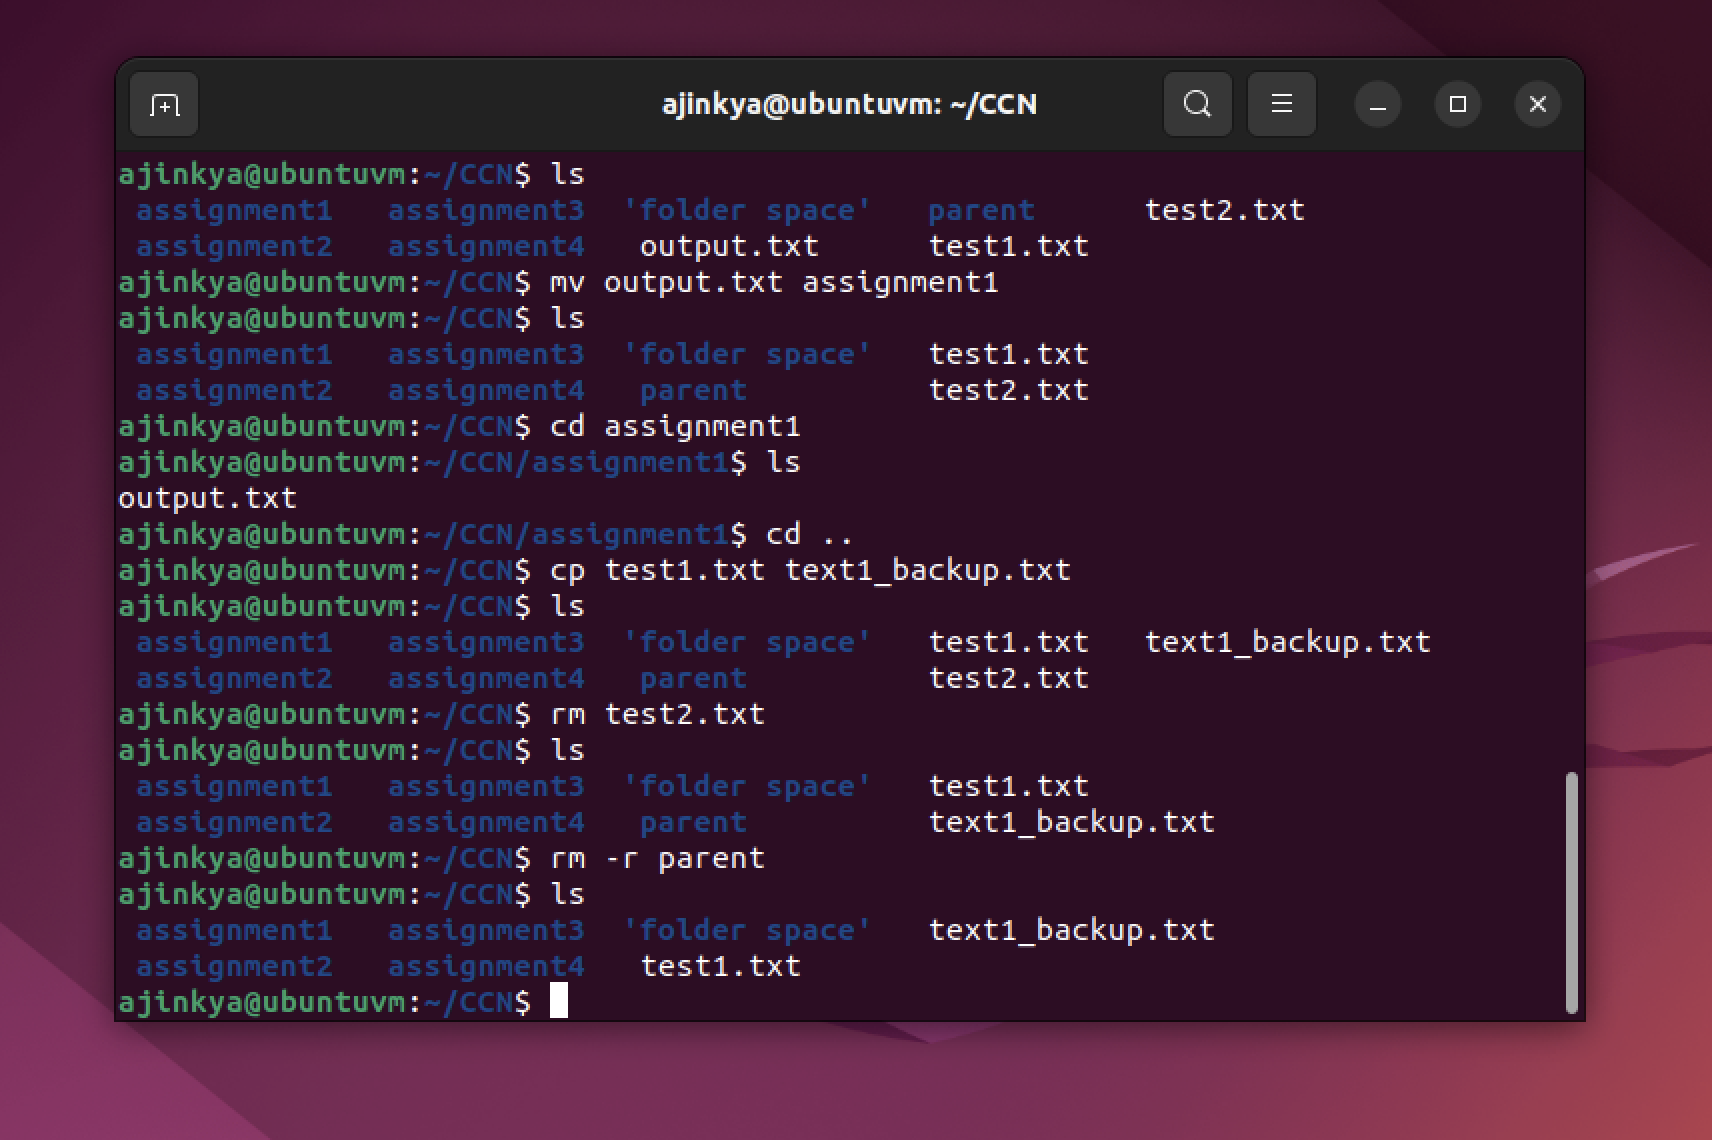 ajinkya@ubuntuvm: ~/CCN
ajinkya@ubuntuvm:~/CCN$ ls
assignment1 assignment3 'folder space' parent test2.txt
assignment2 assignment4 output.txt test1.txt
ajinkya@ubuntuvm:~/CCN$ mv output.txt assignment1
ajinkya@ubuntuvm:~/CCN$ ls
assignment1 assignment3 'folder space' test1.txt
assignment2 assignment4 parent test2.txt
ajinkya@ubuntuvm:~/CCN$ cd assignment1
ajinkya@ubuntuvm:~/CCN/assignment1$ ls
output.txt
ajinkya@ubuntuvm:~/CCN/assignment1$ cd ..
ajinkya@ubuntuvm:~/CCN$ cp test1.txt text1_backup.txt
ajinkya@ubuntuvm:~/CCN$ ls
assignment1 assignment3 'folder space' test1.txt text1_backup.txt
assignment2 assignment4 parent test2.txt
ajinkya@ubuntuvm:~/CCN$ rm test2.txt
ajinkya@ubuntuvm:~/CCN$ ls
assignment1 assignment3 'folder space' test1.txt
assignment2 assignment4 parent text1_backup.txt
ajinkya@ubuntuvm:~/CCN$ rm -r parent
ajinkya@ubuntuvm:~/CCN$ ls
assignment1 assignment3 'folder space' text1_backup.txt
assignment2 assignment4 test1.txt
ajinkya@ubuntuvm:~/CCN$